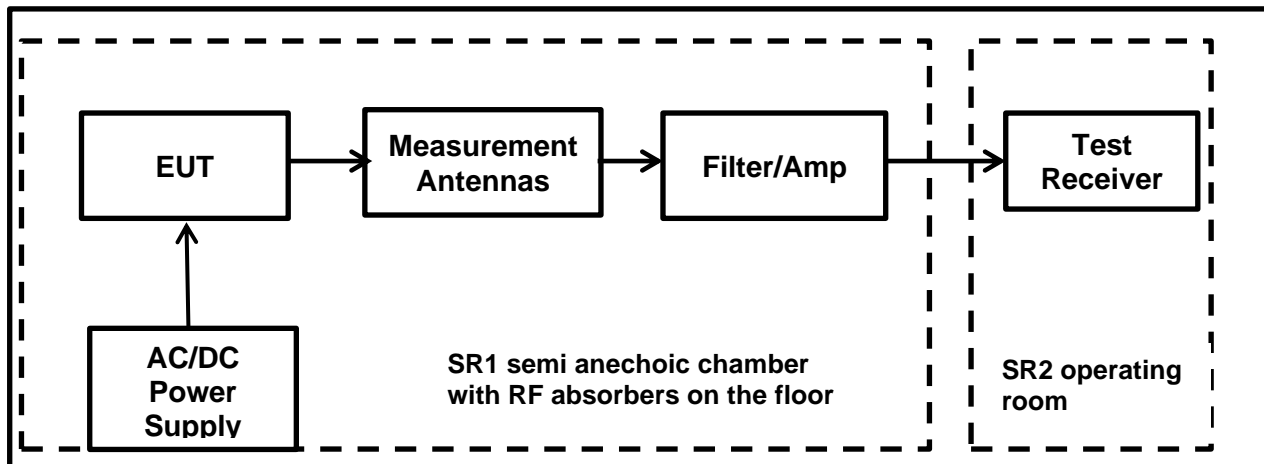 EUT
Measurement
Antennas
Filter/Amp
Test
Receiver
AC/DC
Power
Supply
SR1 semi anechoic chamber
with RF absorbers on the floor
SR2 operating
room